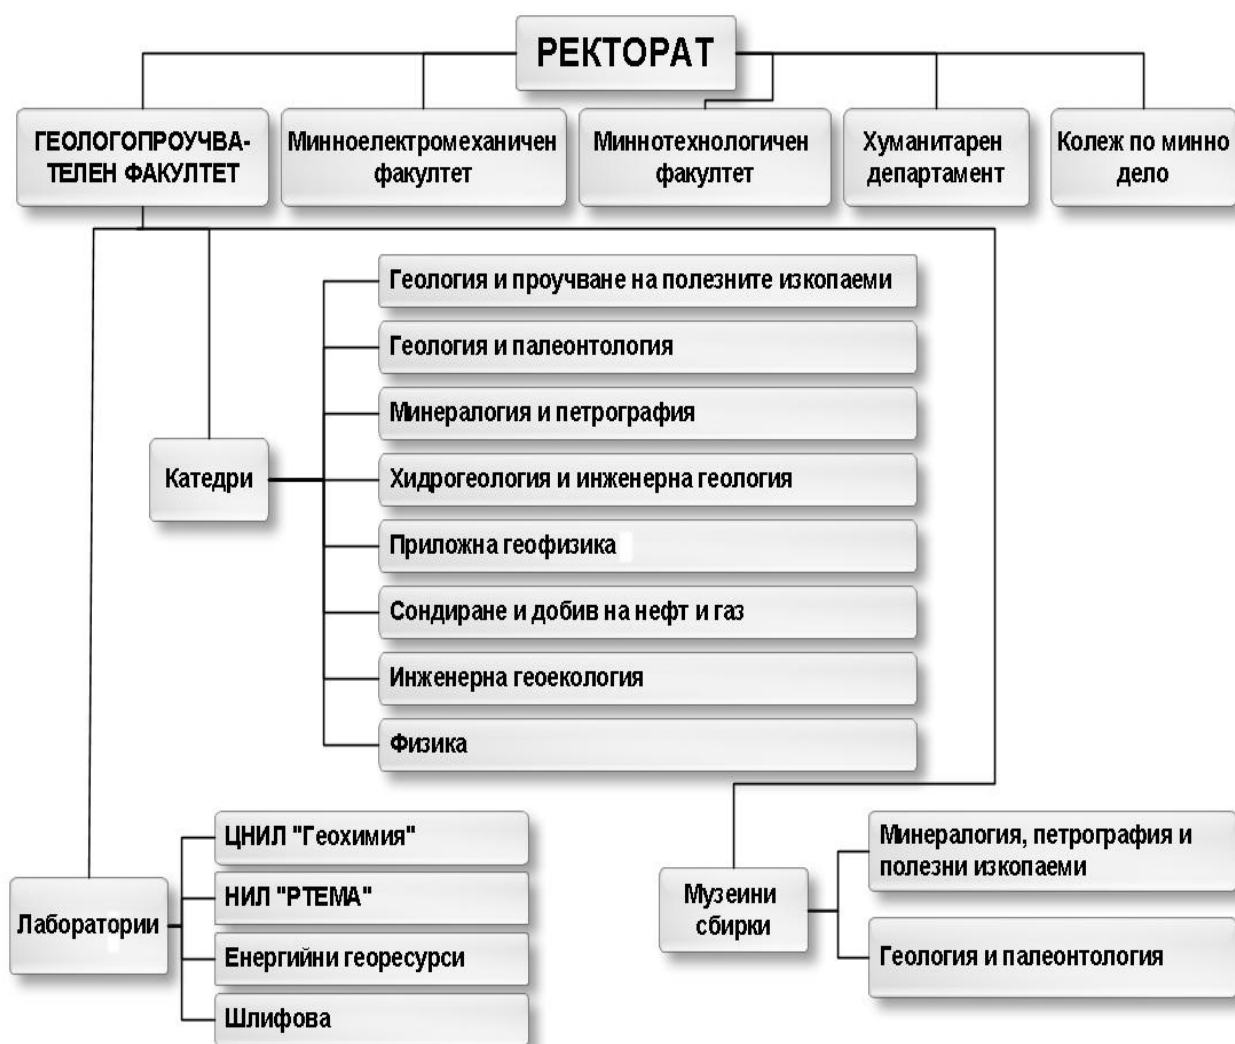 РЕКТОРАТ
ГЕОЛОГОПРОУЧВА-
ТЕЛЕН ФАКУЛТЕТ
Минноелектромеханичен
факултет
Миннотехнологичен
факултет
Хуманитарен
департамент
Колеж по минно
дело
Геология и проучване на полезните изкопаеми
Геология и палеонтология
Минералогия и петрография
Катедри
Хидрогеология и инженерна геология
Приложна геофизика
Сондиране и добив на нефт и газ
Инженерна геоекология
Физика
Лаборатории
ЦНИЛ "Геохимия"
НИЛ "РТЕМА"
Енергийни георесурси
Шлифова
Музеини
сбирки
Минералогия, петрография и
полезни изкопаеми
Геология и палеонтология